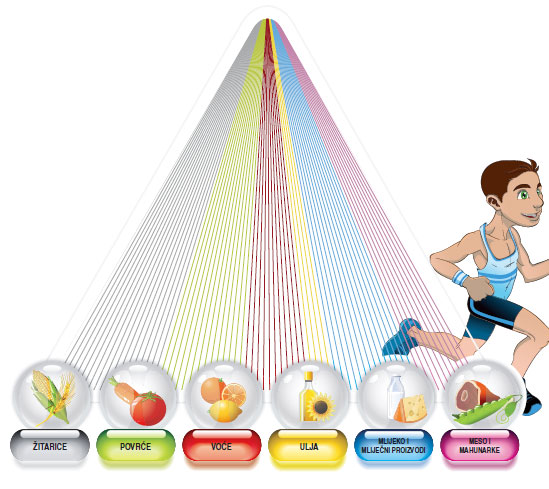 ŽITARICE
POVRĆE
VOĆE
ULJA
MLIJEKO I
MLIJEČNI PROIZVODI
MESO I
MAHUNARKE